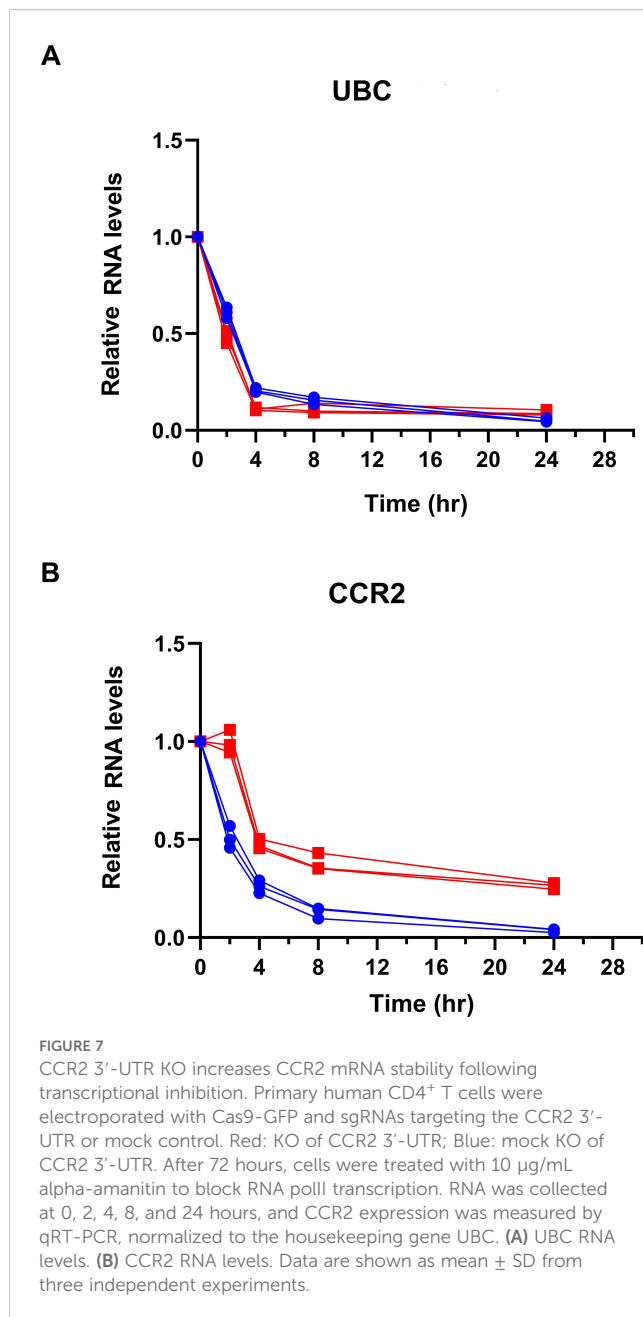 A
UBC
1.5
1.0
0.5
0.0
Relative RNA levels
0 4 8 12 16 20 24 28
Time (hr)
B
CCR2
1.5
1.0
0.5
0.0
Relative RNA levels
0 4 8 12 16 20 24 28
Time (hr)
FIGURE 7
CCR2 3′-UTR KO increases CCR2 mRNA stability following
transcriptional inhibition. Primary human CD4⁺ T cells were
electroporated with Cas9-GFP and sgRNAs targeting the CCR2 3′-
UTR or mock control. Red: KO of CCR2 3′-UTR; Blue: mock KO of
CCR2 3′-UTR. After 72 hours, cells were treated with 10 µg/mL
alpha-amanitin to block RNA polII transcription. RNA was collected
at 0, 2, 4, 8, and 24 hours, and CCR2 expression was measured by
qRT-PCR, normalized to the housekeeping gene UBC. (A) UBC RNA
levels. (B) CCR2 RNA levels. Data are shown as mean ± SD from
three independent experiments.